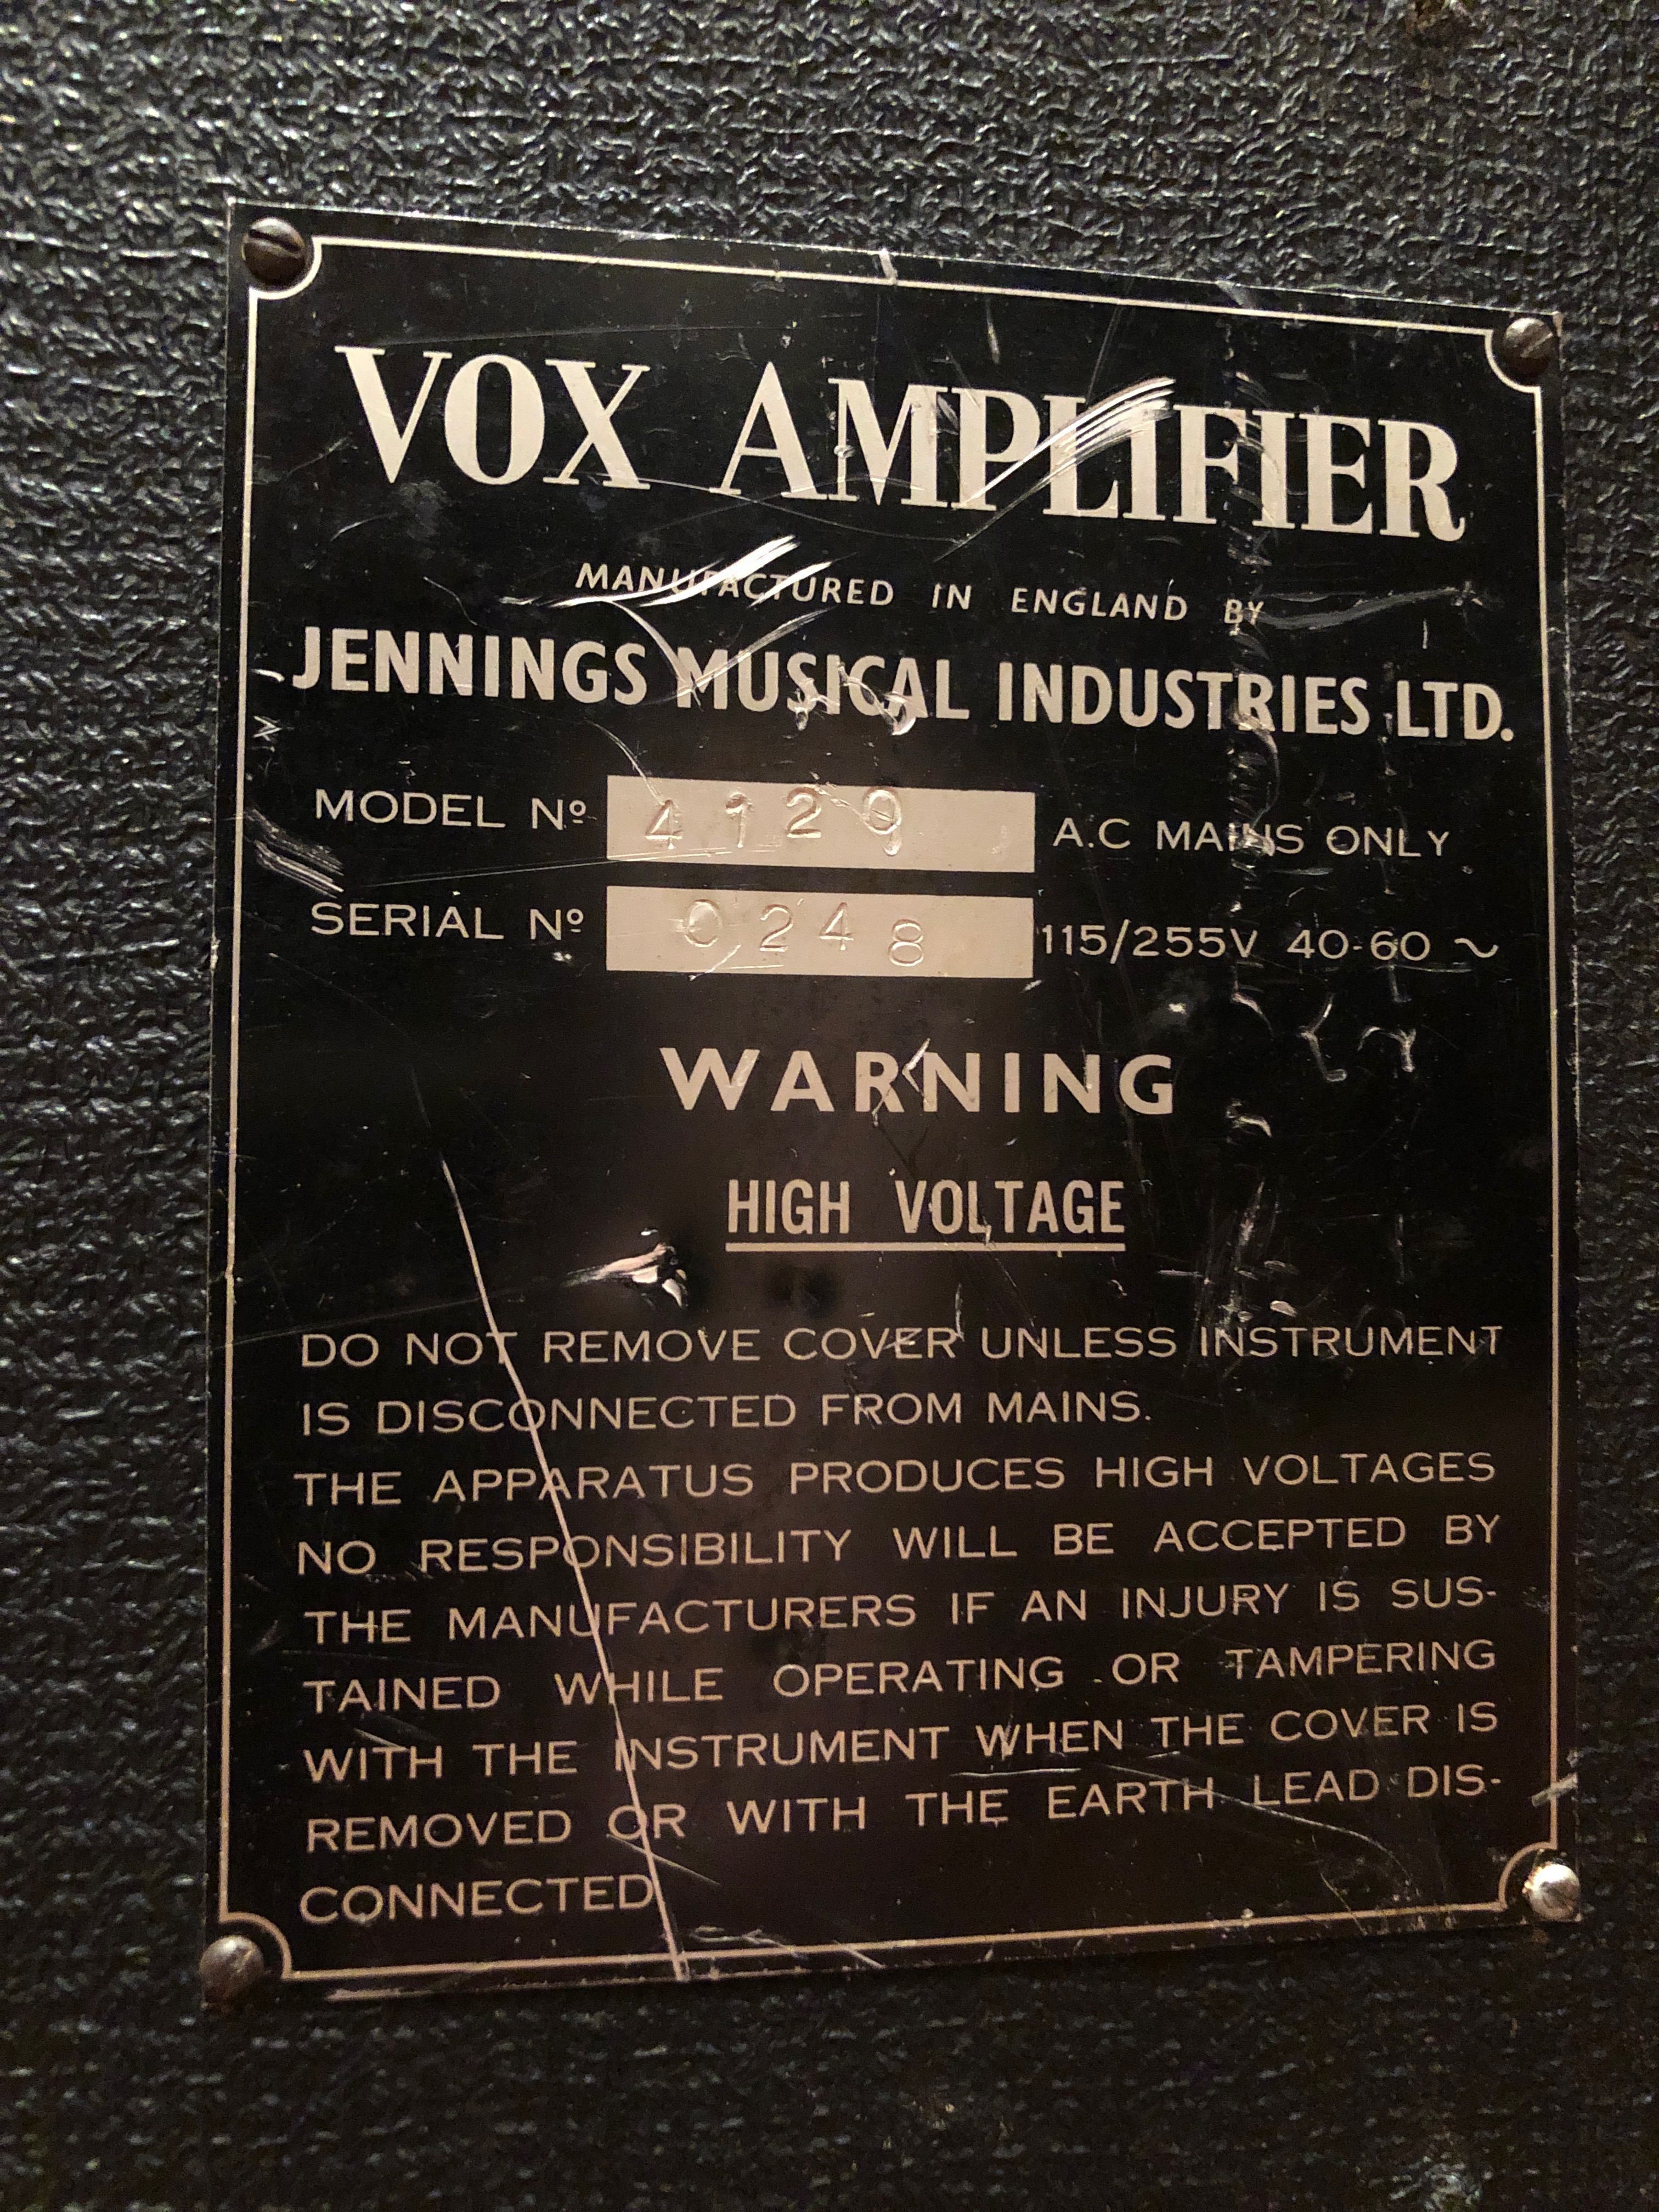 VOX AMPLIFIER
MANUFACTURED IN ENGLAND BY
JENNINGS MUSICAL INDUSTRIES LTD.
MODEL Nº 4129 A.C MAINS ONLY
SERIAL Nº 0248 115/255V 40-60 ~
WARNING
HIGH VOLTAGE
DO NOT REMOVE COVER UNLESS INSTRUMENT
IS DISCONNECTED FROM MAINS.
THE APPARATUS PRODUCES HIGH VOLTAGES
NO RESPONSIBILITY WILL BE ACCEPTED BY
THE MANUFACTURERS IF AN INJURY IS SUS-
TAINED WHILE OPERATING OR TAMPERING
WITH THE INSTRUMENT WHEN THE COVER IS
REMOVED OR WITH THE EARTH LEAD DIS-
CONNECTED